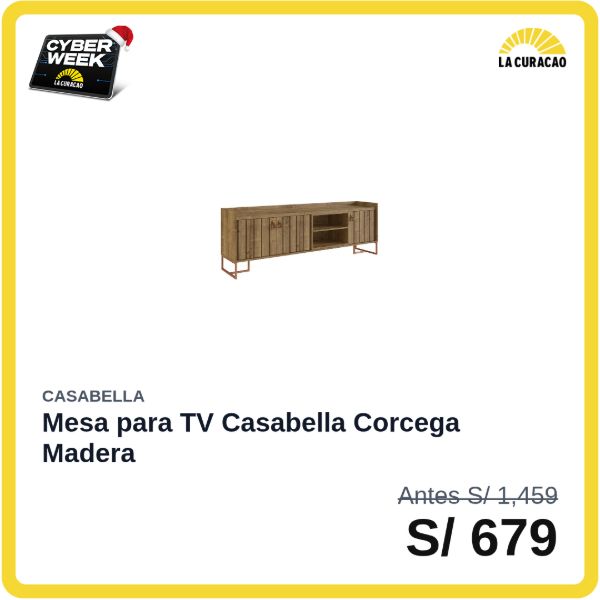 CYBER
WEEK
LA CURACAO
LA CURACAO
CASABELLA
Mesa para TV Casabella Corcega
Madera
Antes S/ 1,459
S/ 679